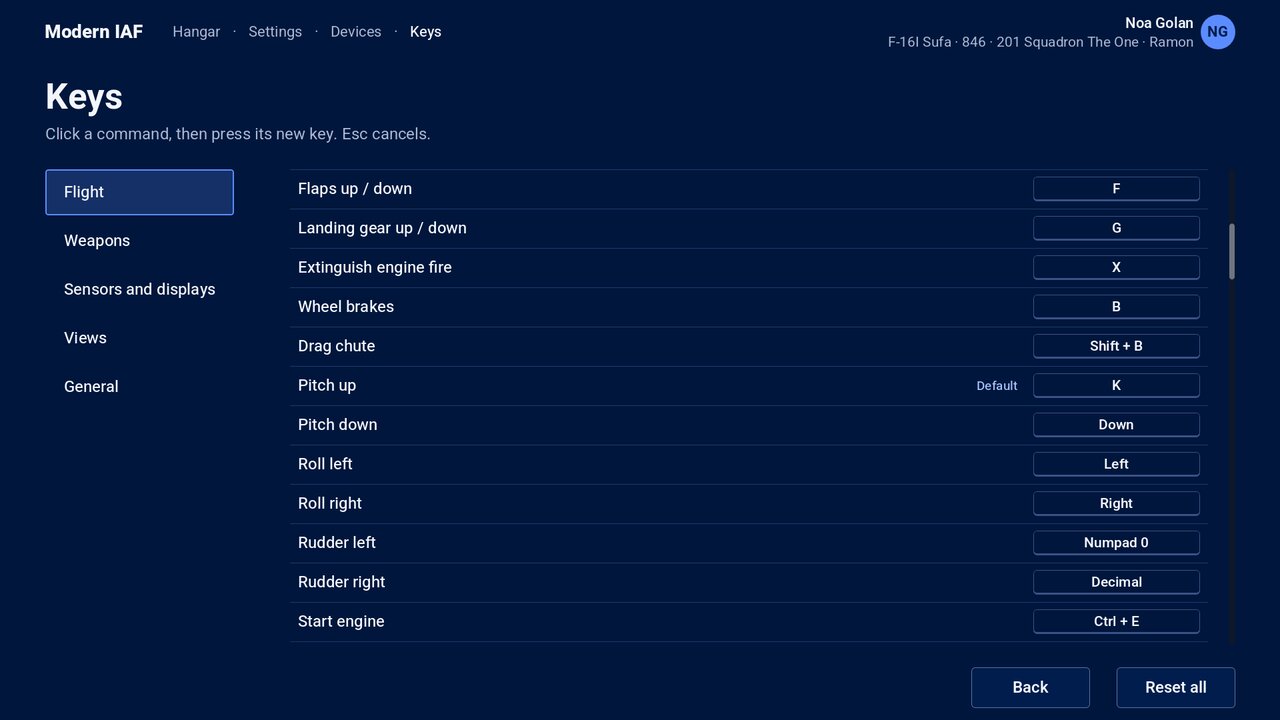 Modern IAF Hangar · Settings · Devices · Keys
Noa Golan
F-16I Sufa · 846 · 201 Squadron The One · Ramon
NG
Keys
Click a command, then press its new key. Esc cancels.
Flight
Weapons
Sensors and displays
Views
General
Flaps up / down F
Landing gear up / down G
Extinguish engine fire X
Wheel brakes B
Drag chute Shift + B
Pitch up Default K
Pitch down Down
Roll left Left
Roll right Right
Rudder left Numpad 0
Rudder right Decimal
Start engine Ctrl + E
Back Reset all